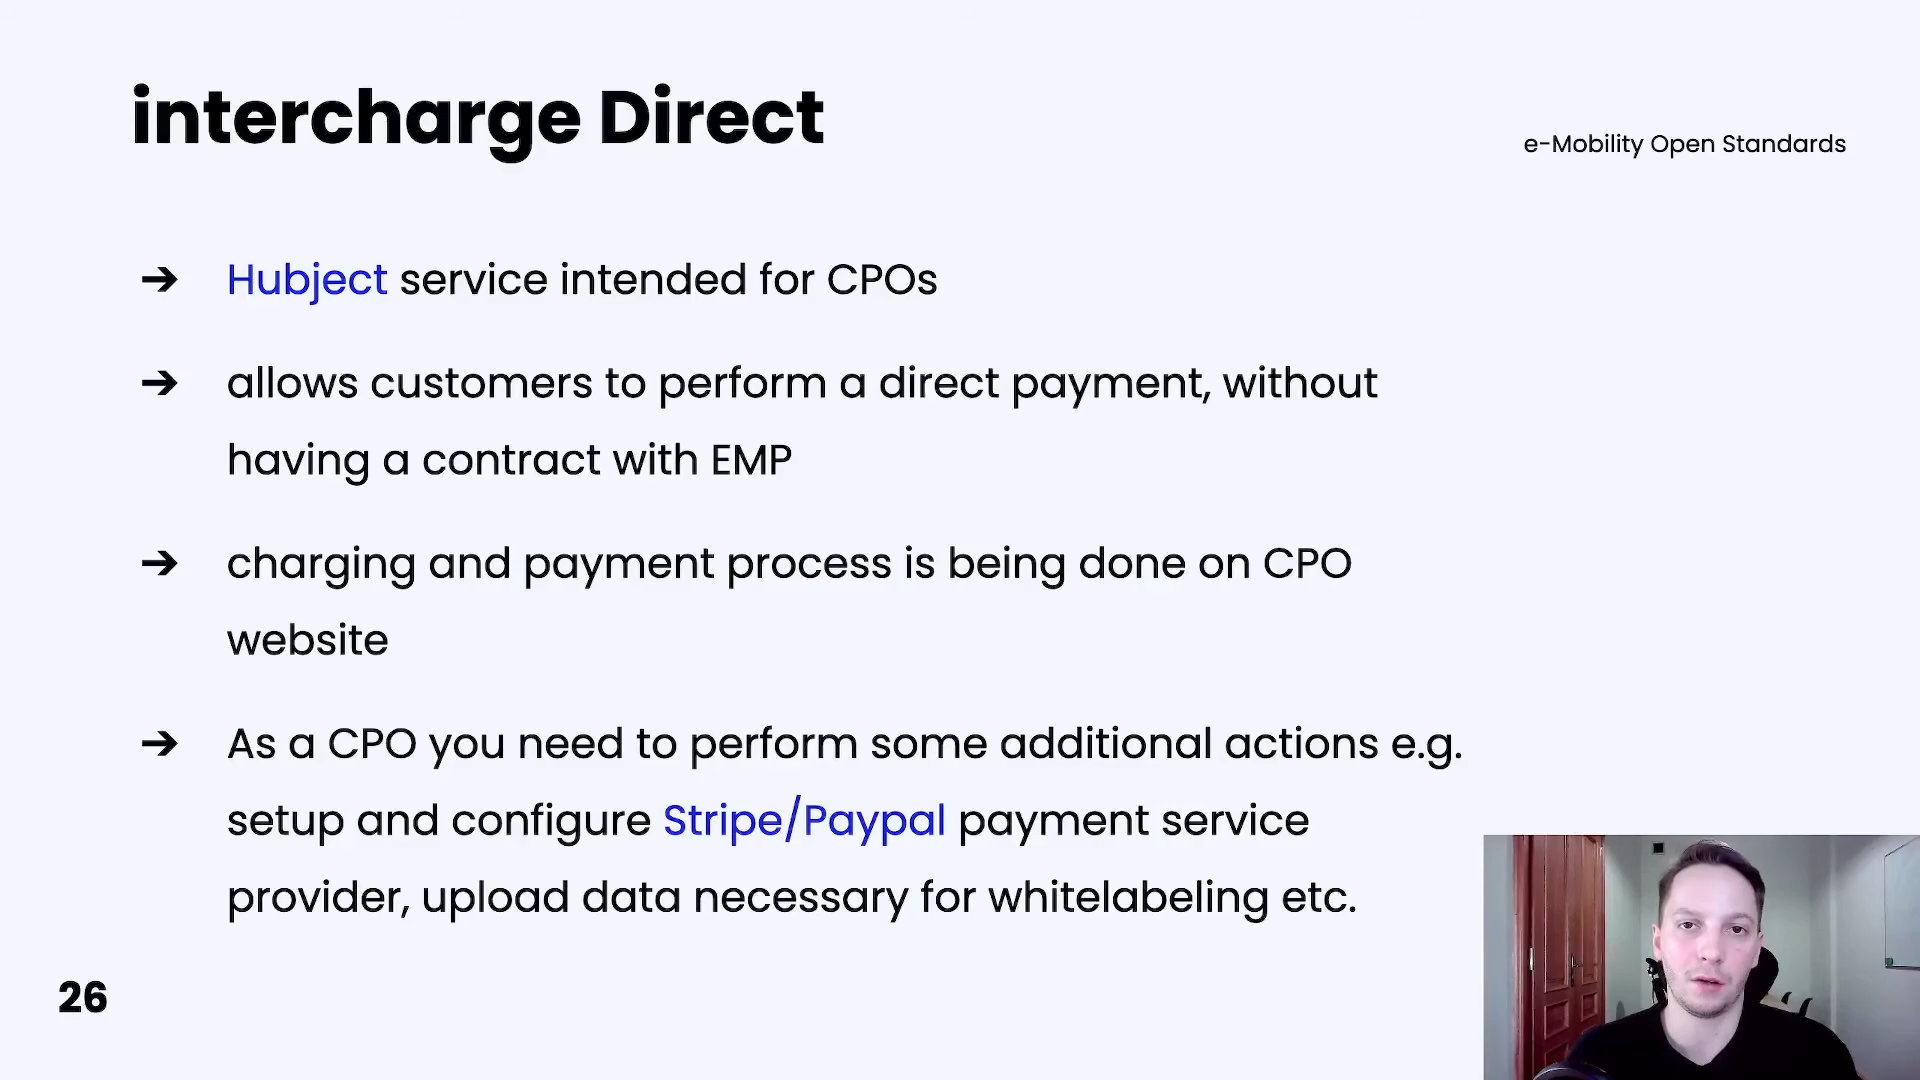 intercharge Direct
e-Mobility Open Standards
➔ Hubject service intended for CPOs
➔ allows customers to perform a direct payment, without
having a contract with EMP
➔ charging and payment process is being done on CPO
website
➔ As a CPO you need to perform some additional actions e.g.
setup and configure Stripe/Paypal payment service
provider, upload data necessary for whitelabeling etc.
26